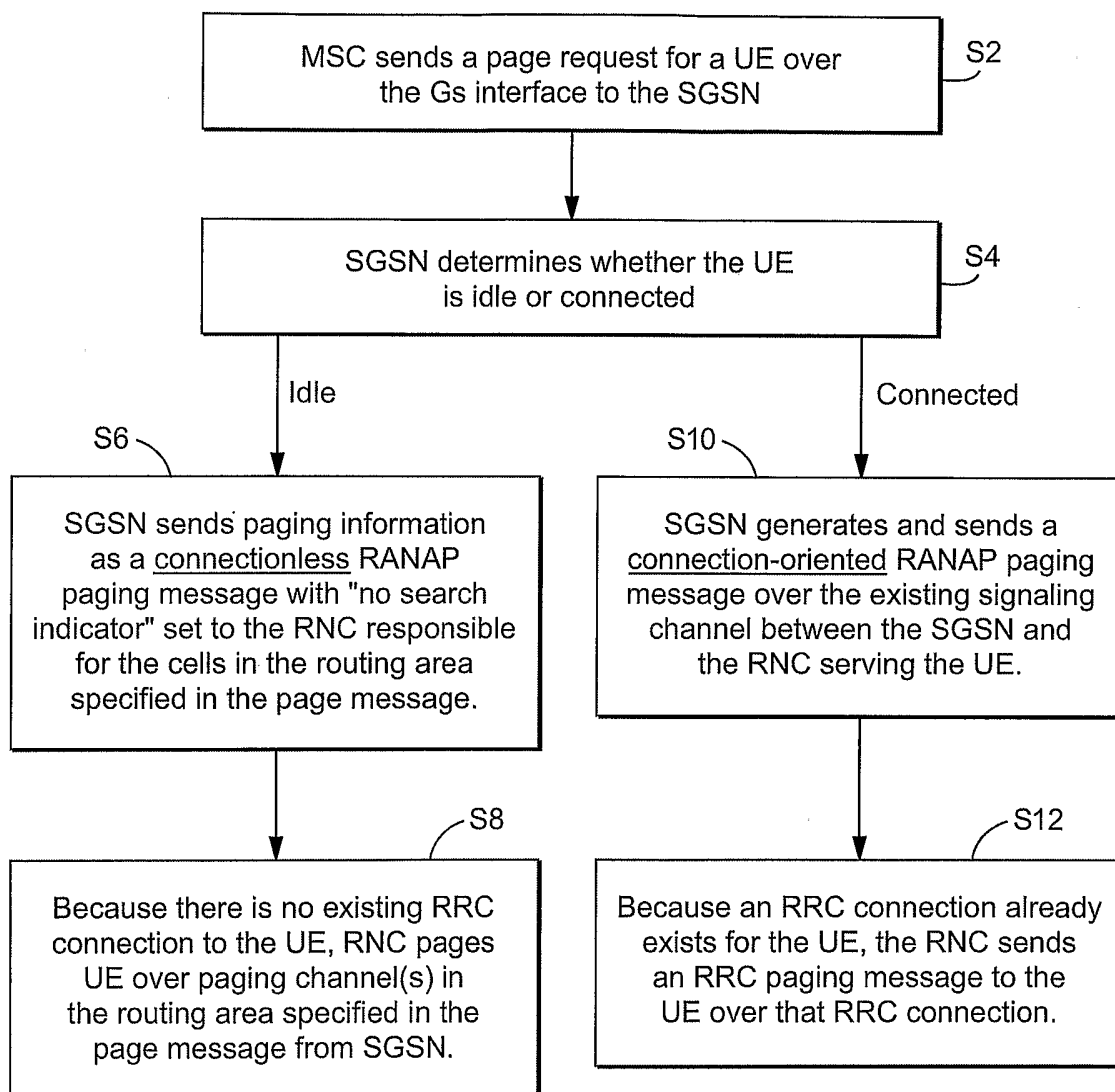 MSC sends a page request for a UE over
the Gs interface to the SGSN
S2
SGSN determines whether the UE
is idle or connected
S4
Idle
Connected
S6
SGSN sends paging information
as a connectionless RANAP
paging message with "no search
indicator" set to the RNC responsible
for the cells in the routing area
specified in the page message.
S10
SGSN generates and sends a
connection-oriented RANAP paging
message over the existing signaling
channel between the SGSN and
the RNC serving the UE.
S8
Because there is no existing RRC
connection to the UE, RNC pages
UE over paging channel(s) in
the routing area specified in the
page message from SGSN.
S12
Because an RRC connection already
exists for the UE, the RNC sends
an RRC paging message to the
UE over that RRC connection.